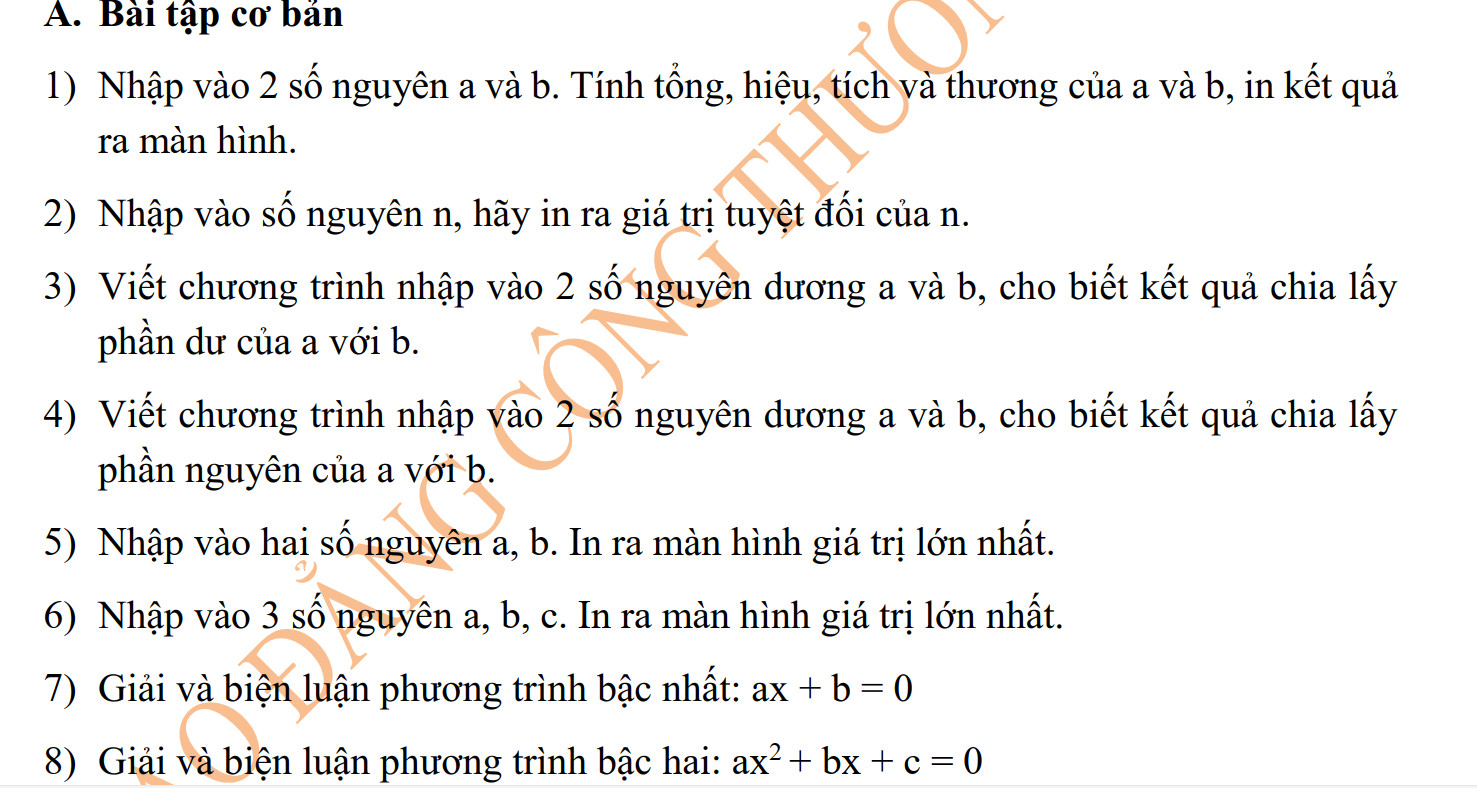 A. Bài tập cơ bản
1) Nhập vào 2 số nguyên a và b. Tính tổng, hiệu, tích và thương của a và b, in kết quả
ra màn hình.
2) Nhập vào số nguyên n, hãy in ra giá trị tuyệt đối của n.
3) Viết chương trình nhập vào 2 số nguyên dương a và b, cho biết kết quả chia lấy
phần dư của a với b.
4) Viết chương trình nhập vào 2 số nguyên dương a và b, cho biết kết quả chia lấy
phần nguyên của a với b.
5) Nhập vào hai số nguyên a, b. In ra màn hình giá trị lớn nhất.
6) Nhập vào 3 số nguyên a, b, c. In ra màn hình giá trị lớn nhất.
7) Giải và biện luận phương trình bậc nhất: ax + b = 0
8) Giải và biện luận phương trình bậc hai: ax² + bx + c = 0
ĐẲNG CÔNG